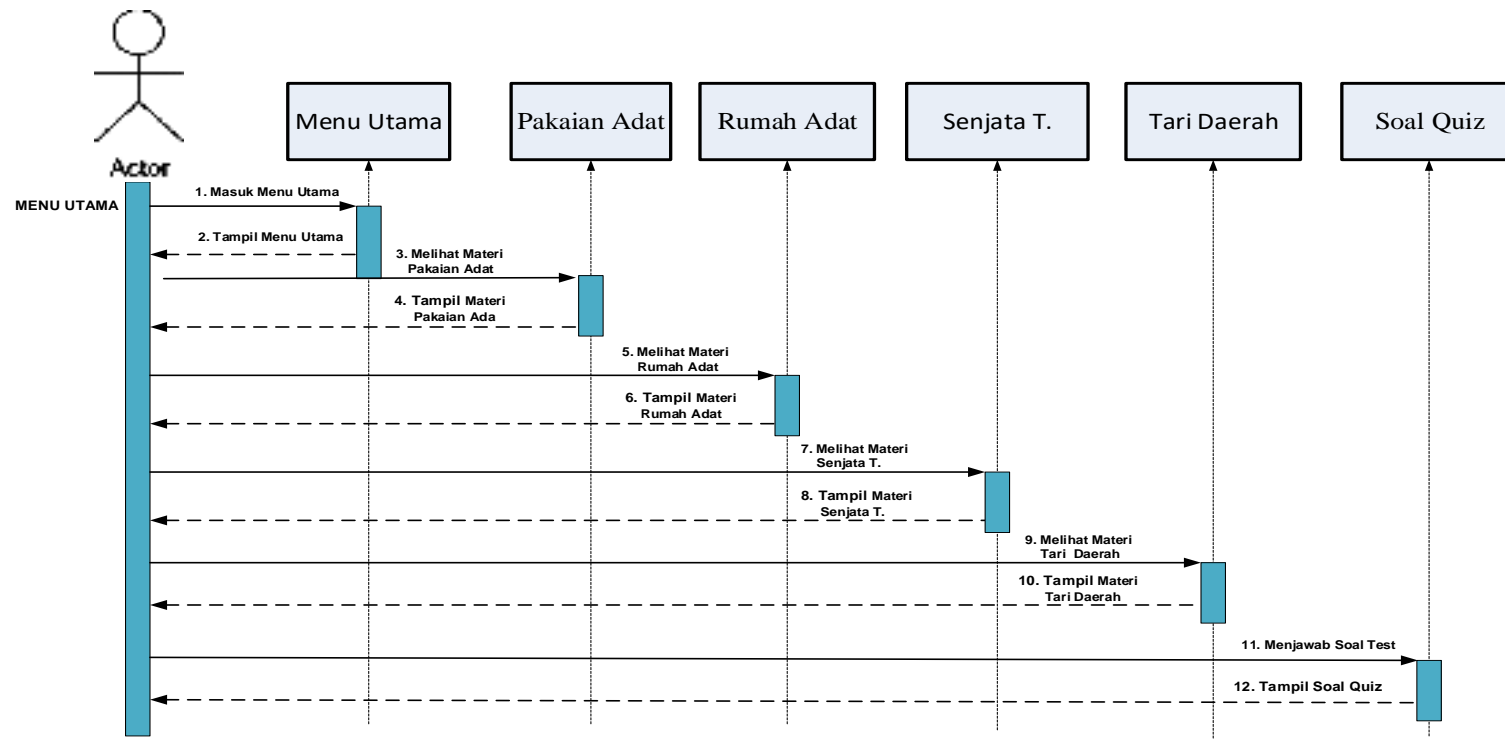 Actor
Menu Utama
Pakaian Adat
Rumah Adat
Senjata T.
Tari Daerah
Soal Quiz
MENU UTAMA
1. Masuk Menu Utama
2. Tampil Menu Utama
3. Melihat Materi
Pakaian Adat
4. Tampil Materi
Pakaian Ada
5. Melihat Materi
Rumah Adat
6. Tampil Materi
Rumah Adat
7. Melihat Materi
Senjata T.
8. Tampil Materi
Senjata T.
9. Melihat Materi
Tari Daerah
10. Tampil Materi
Tari Daerah
11. Menjawab Soal Test
12. Tampil Soal Quiz